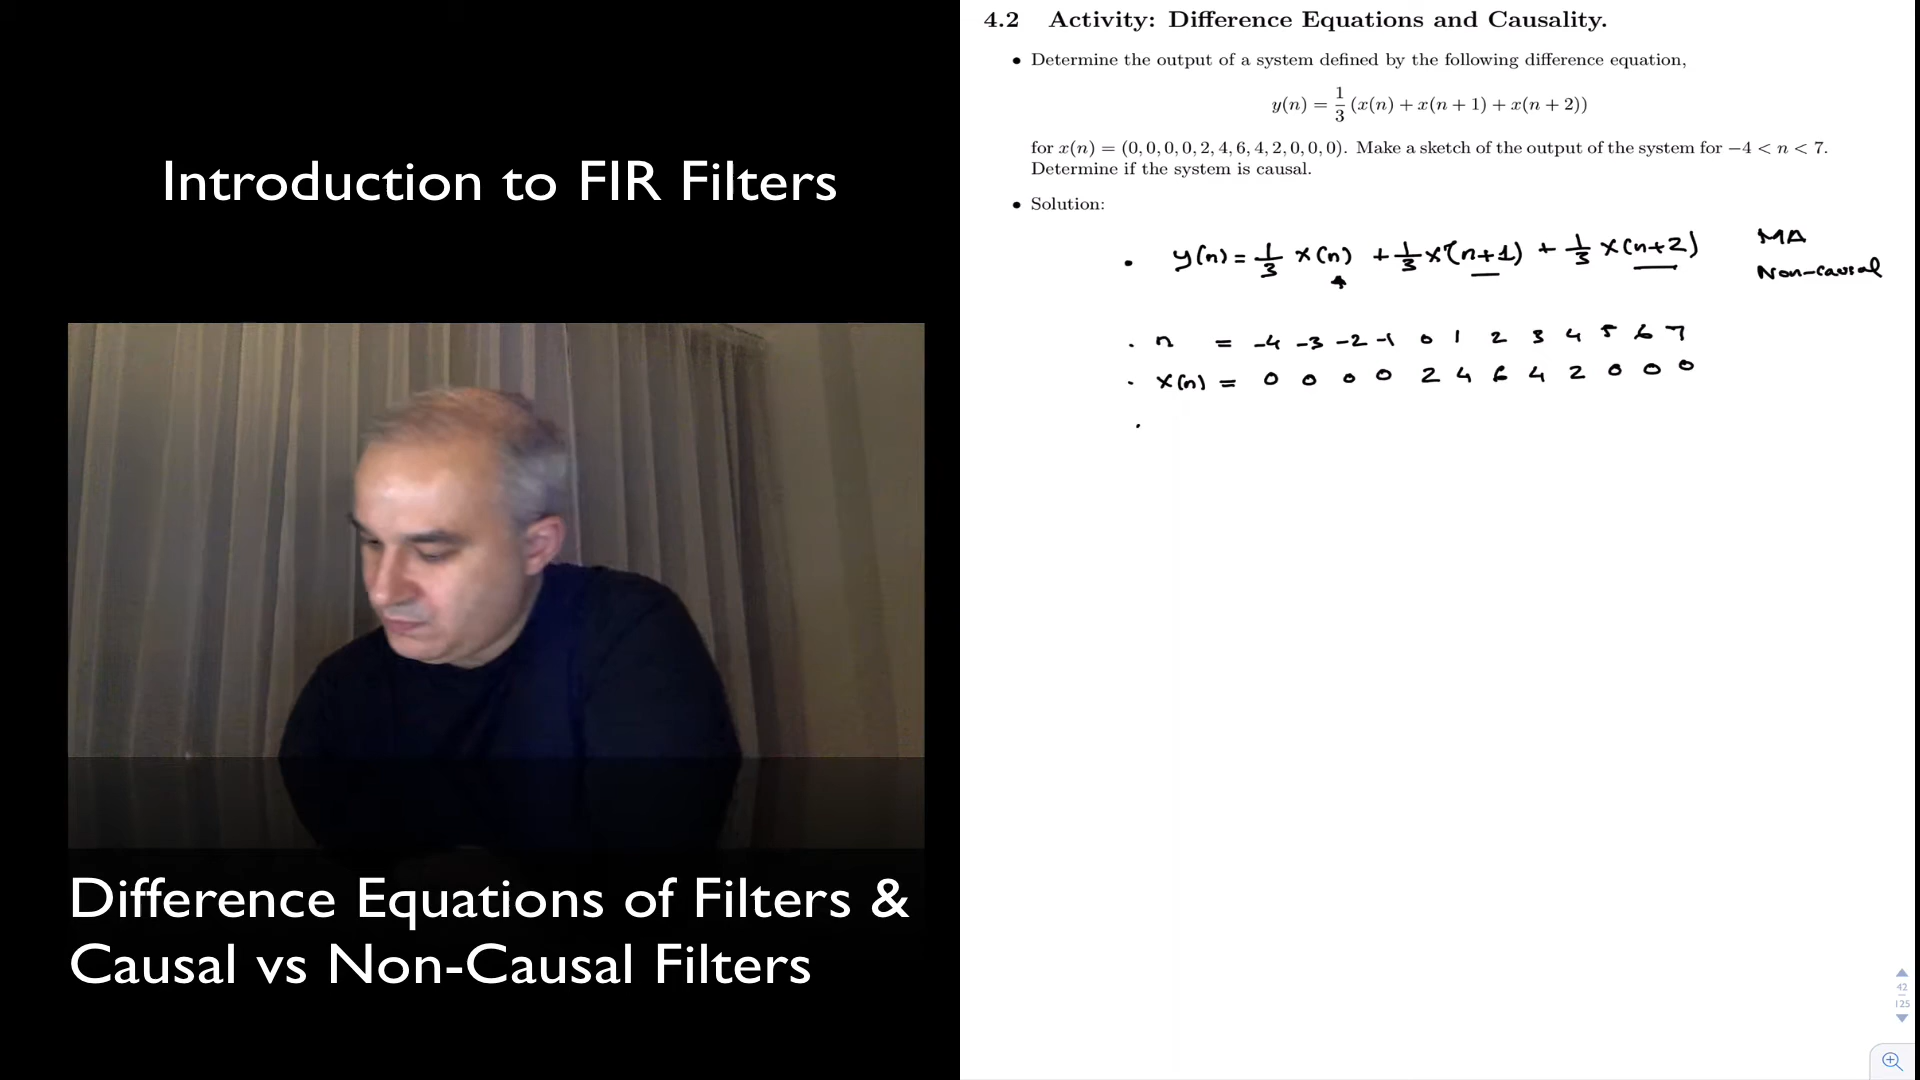 Introduction to FIR Filters
Difference Equations of Filters &
Causal vs Non-Causal Filters
4.2 Activity: Difference Equations and Causality.
• Determine the output of a system defined by the following difference equation,
y(n) = 1/3 (x(n) + x(n + 1) + x(n + 2))
for x(n) = (0, 0, 0, 0, 2, 4, 6, 4, 2, 0, 0, 0). Make a sketch of the output of the system for −4 < n < 7.
Determine if the system is causal.
• Solution:
• y(n) = 1/3 x(n) + 1/3 x(n+1) + 1/3 x(n+2) MA
Non-causal
· n = -4 -3 -2 -1 0 1 2 3 4 5 6 7
· x(n) = 0 0 0 0 2 4 6 4 2 0 0 0
42
125